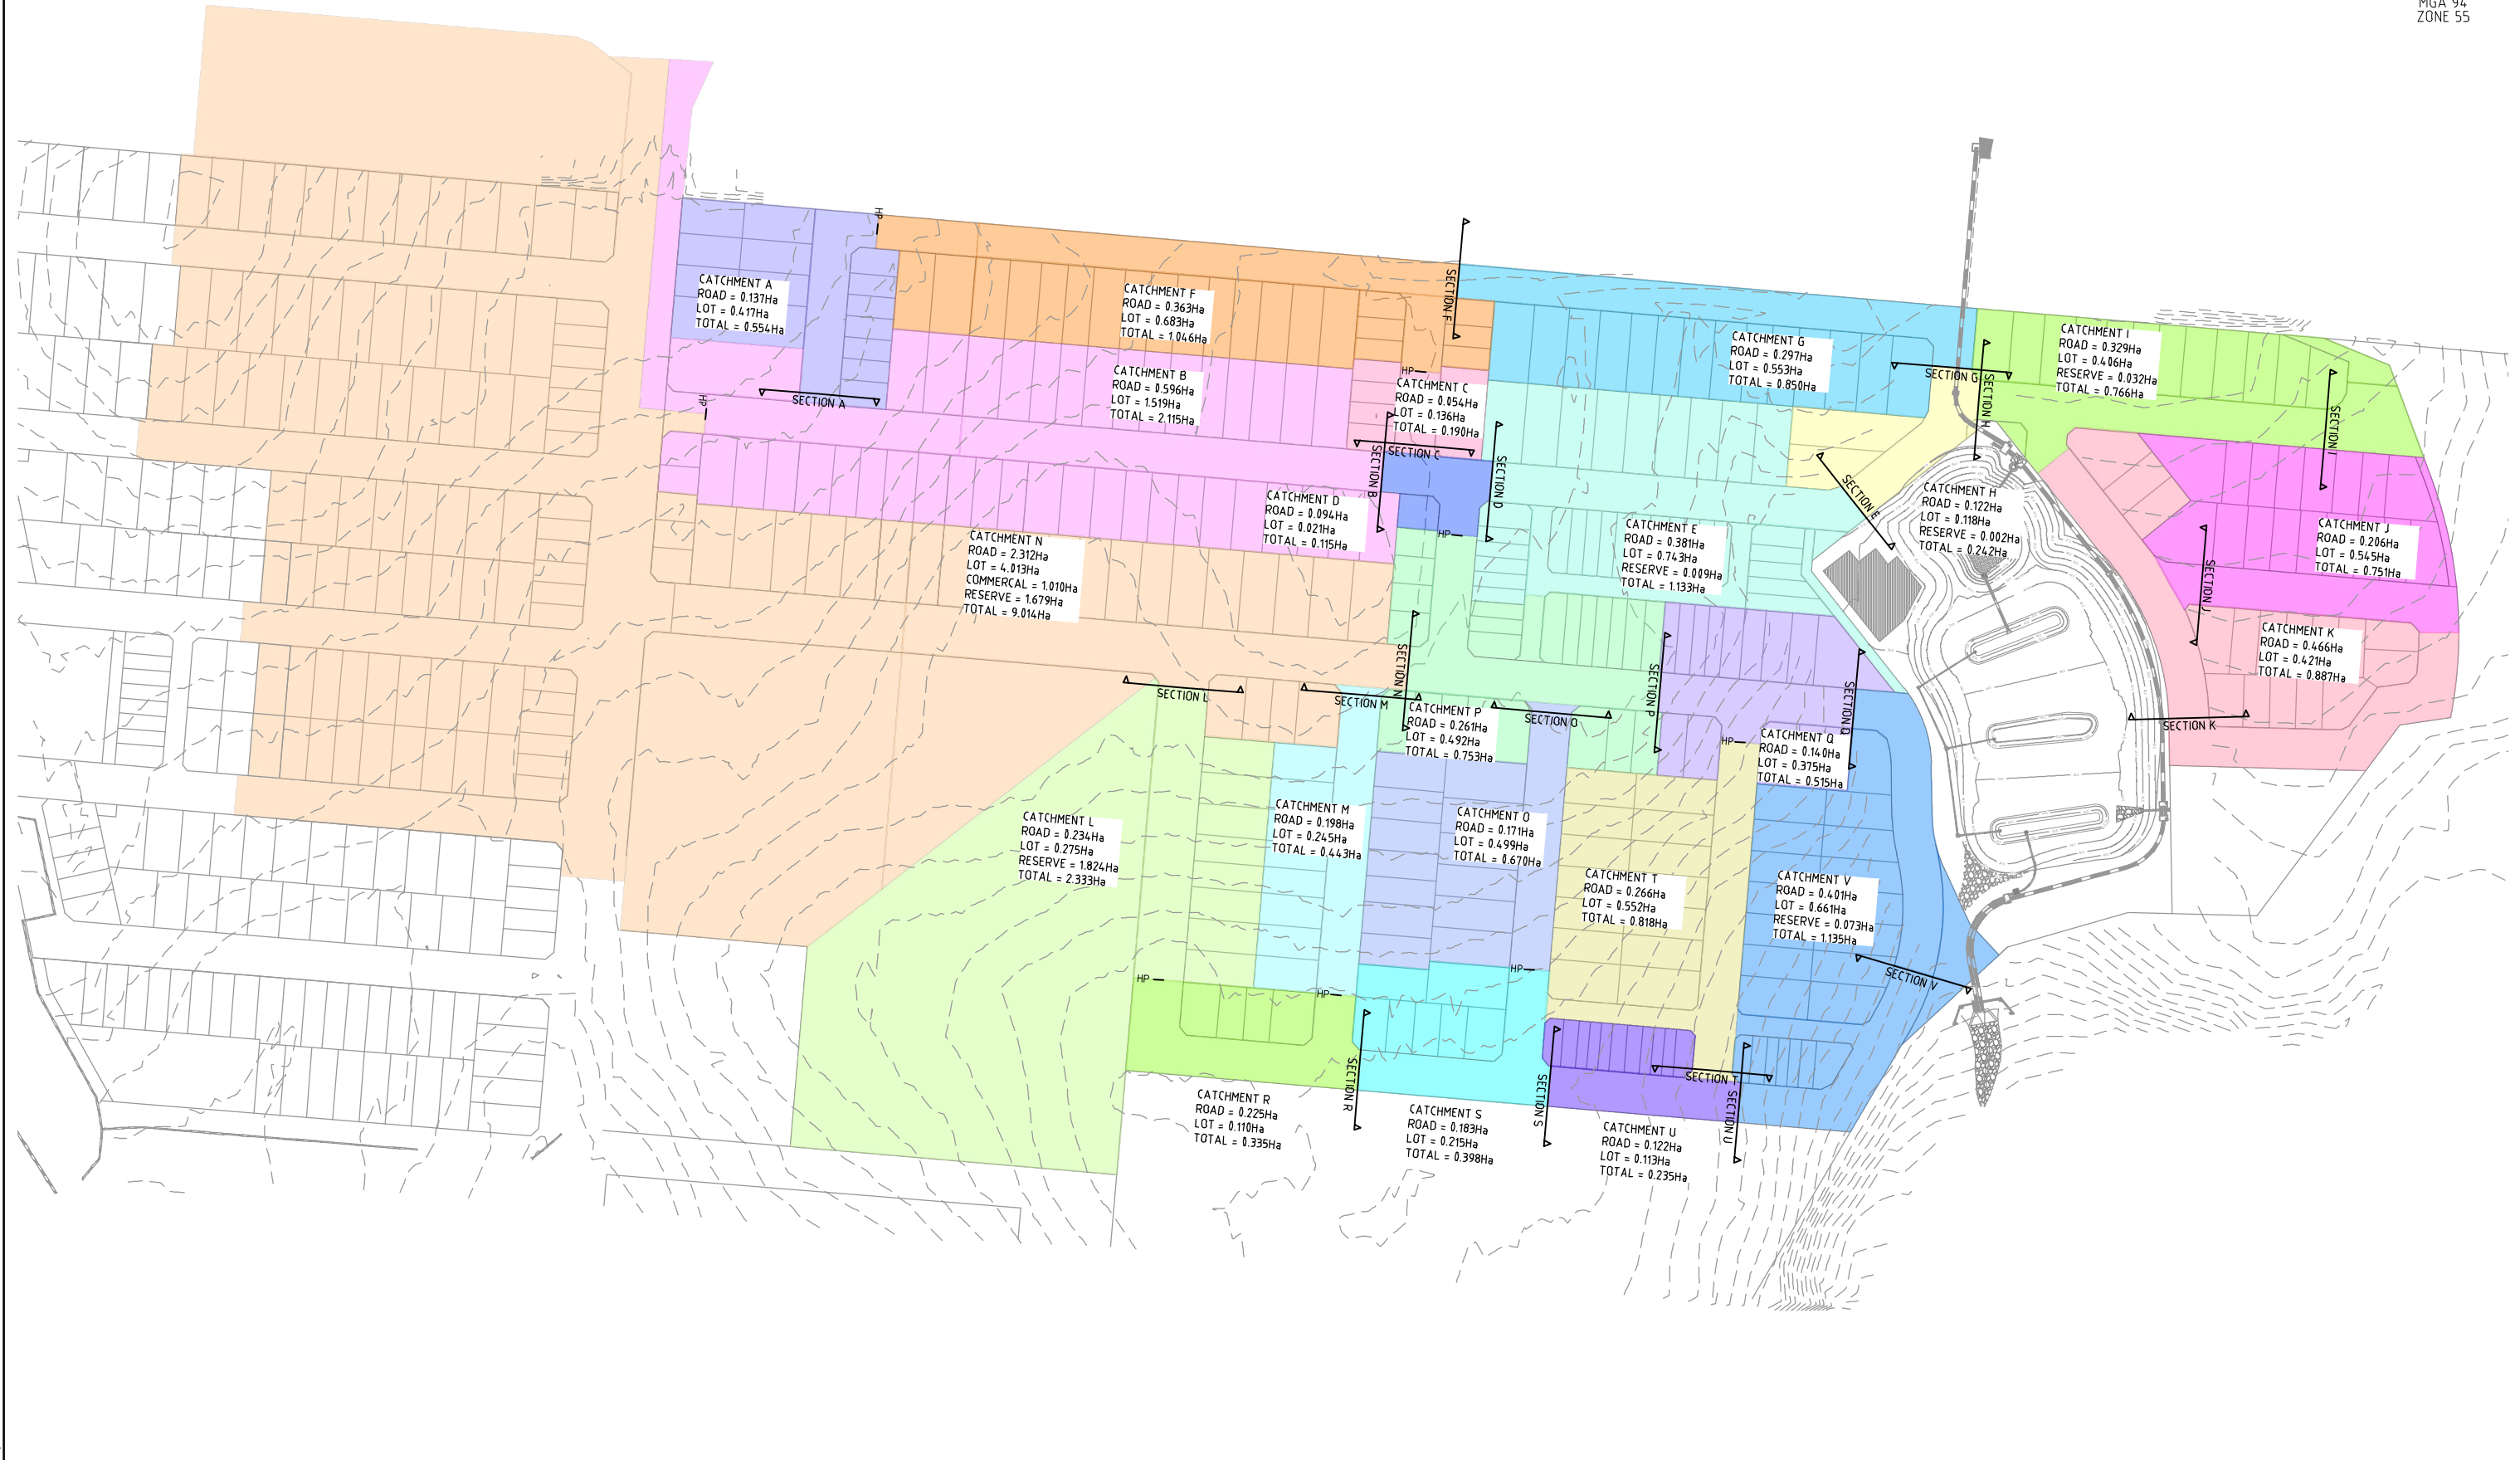 MGA 94
ZONE 55
HP
CATCHMENT A
ROAD = 0.137Ha
LOT = 0.417Ha
TOTAL = 0.554Ha
CATCHMENT F
ROAD = 0.363Ha
LOT = 0.683Ha
TOTAL = 1.046Ha
SECTION F
CATCHMENT G
ROAD = 0.297Ha
LOT = 0.553Ha
TOTAL = 0.850Ha
CATCHMENT I
ROAD = 0.329Ha
LOT = 0.406Ha
RESERVE = 0.032Ha
TOTAL = 0.766Ha
SECTION G
SECTION H
SECTION I
HP
SECTION A
CATCHMENT B
ROAD = 0.596Ha
LOT = 1.519Ha
TOTAL = 2.115Ha
HP
CATCHMENT C
ROAD = 0.054Ha
LOT = 0.136Ha
TOTAL = 0.190Ha
SECTION C
SECTION B
SECTION D
SECTION E
CATCHMENT D
ROAD = 0.094Ha
LOT = 0.021Ha
TOTAL = 0.115Ha
HP
CATCHMENT H
ROAD = 0.122Ha
LOT = 0.118Ha
RESERVE = 0.002Ha
TOTAL = 0.242Ha
CATCHMENT E
ROAD = 0.381Ha
LOT = 0.743Ha
RESERVE = 0.009Ha
TOTAL = 1.133Ha
CATCHMENT J
ROAD = 0.206Ha
LOT = 0.545Ha
TOTAL = 0.751Ha
SECTION J
CATCHMENT N
ROAD = 2.312Ha
LOT = 4.013Ha
COMMERCAL = 1.010Ha
RESERVE = 1.679Ha
TOTAL = 9.014Ha
CATCHMENT K
ROAD = 0.466Ha
LOT = 0.421Ha
TOTAL = 0.887Ha
SECTION K
SECTION L
SECTION M
SECTION N
SECTION O
SECTION P
SECTION Q
CATCHMENT P
ROAD = 0.261Ha
LOT = 0.492Ha
TOTAL = 0.753Ha
HP
CATCHMENT Q
ROAD = 0.140Ha
LOT = 0.375Ha
TOTAL = 0.515Ha
CATCHMENT L
ROAD = 0.234Ha
LOT = 0.275Ha
RESERVE = 1.824Ha
TOTAL = 2.333Ha
CATCHMENT M
ROAD = 0.198Ha
LOT = 0.245Ha
TOTAL = 0.443Ha
CATCHMENT O
ROAD = 0.171Ha
LOT = 0.499Ha
TOTAL = 0.670Ha
CATCHMENT T
ROAD = 0.266Ha
LOT = 0.552Ha
TOTAL = 0.818Ha
CATCHMENT V
ROAD = 0.401Ha
LOT = 0.661Ha
RESERVE = 0.073Ha
TOTAL = 1.135Ha
SECTION V
HP
HP
HP
SECTION R
SECTION S
SECTION T
SECTION U
CATCHMENT R
ROAD = 0.225Ha
LOT = 0.110Ha
TOTAL = 0.335Ha
CATCHMENT S
ROAD = 0.183Ha
LOT = 0.215Ha
TOTAL = 0.398Ha
CATCHMENT U
ROAD = 0.122Ha
LOT = 0.113Ha
TOTAL = 0.235Ha